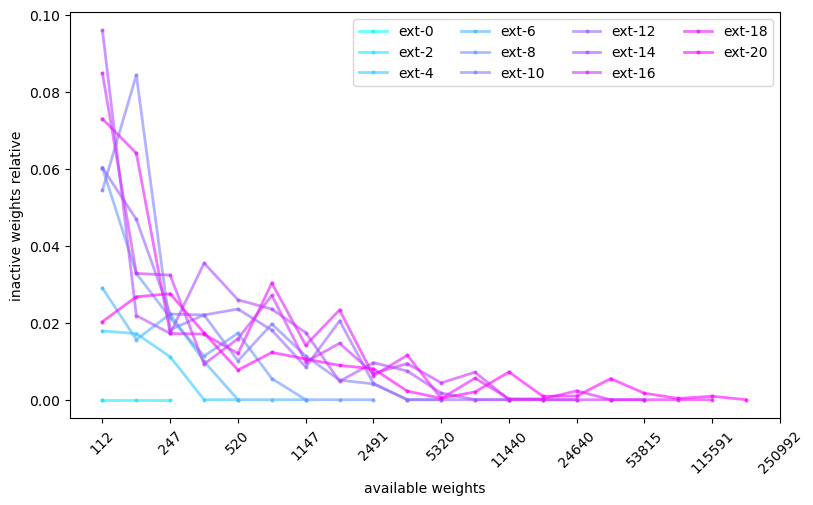 0.10
0.08
0.06
0.04
0.02
0.00
inactive weights relative
ext-0 ext-6 ext-12 ext-18
ext-2 ext-8 ext-14 ext-20
ext-4 ext-10 ext-16
112 247 520 1147 2491 5320 11440 24640 53815 115591 250992
available weights